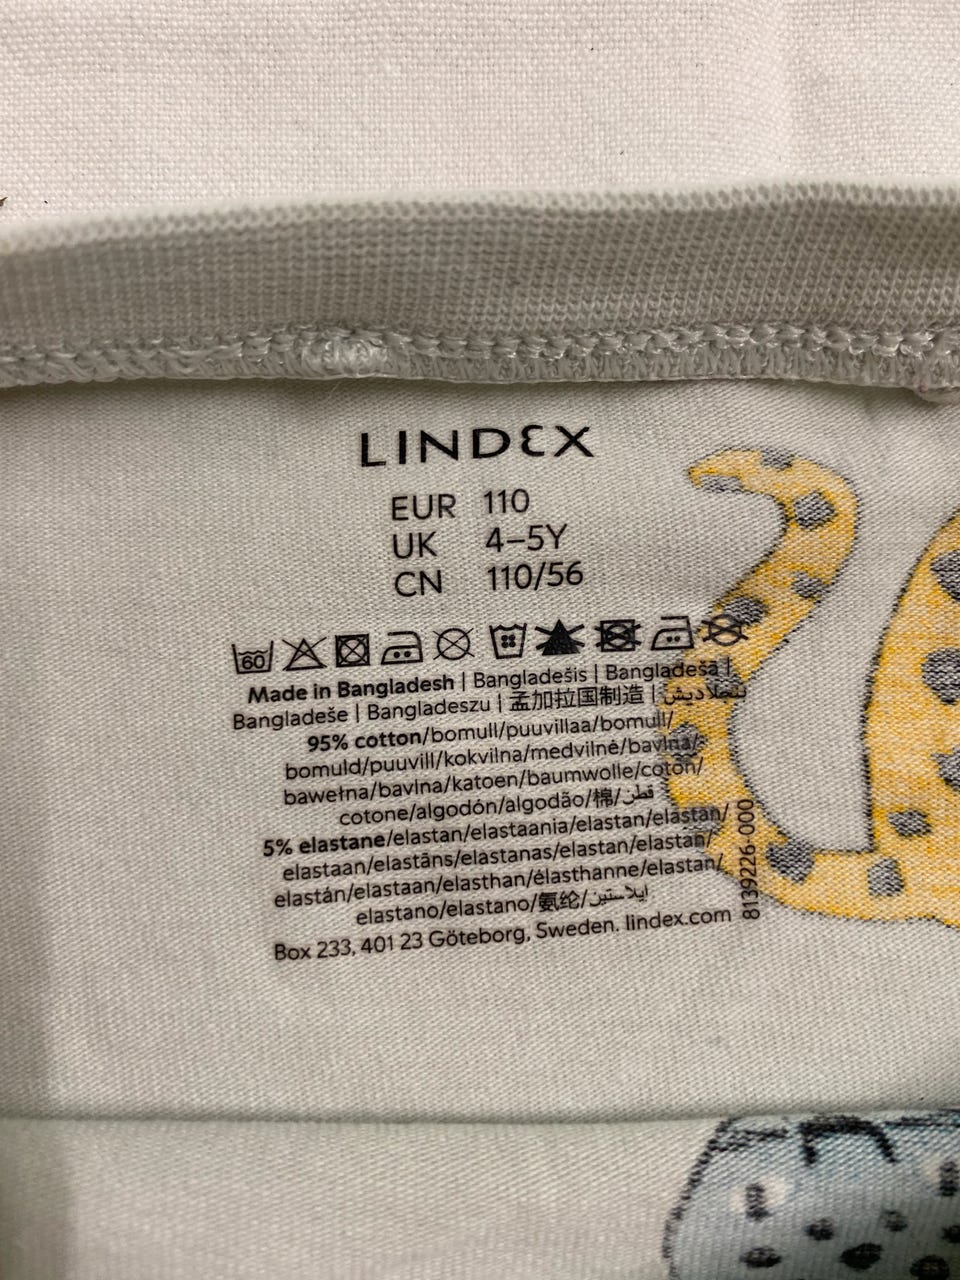 LINDEX
EUR 110
UK 4–5Y
CN 110/56
60
Made in Bangladesh | Bangladešis | Bangladešā |
Bangladeše | Bangladeszu | 孟加拉国制造 | بنغلاديش
95% cotton/bomull/puuvillaa/bomull/
bomuld/puuvill/kokvilna/medvilnė/bavlna/
bawełna/bavlna/katoen/baumwolle/coton/
cotone/algodón/algodão/棉/قطن
5% elastane/elastan/elastaania/elastan/elastan/
elastaan/elastāns/elastanas/elastan/elastan/
elastán/elastaan/elasthan/élasthanne/elastan/
elastano/elastano/氨纶/ايلاستين
Box 233, 401 23 Göteborg, Sweden. lindex.com
8139226-000